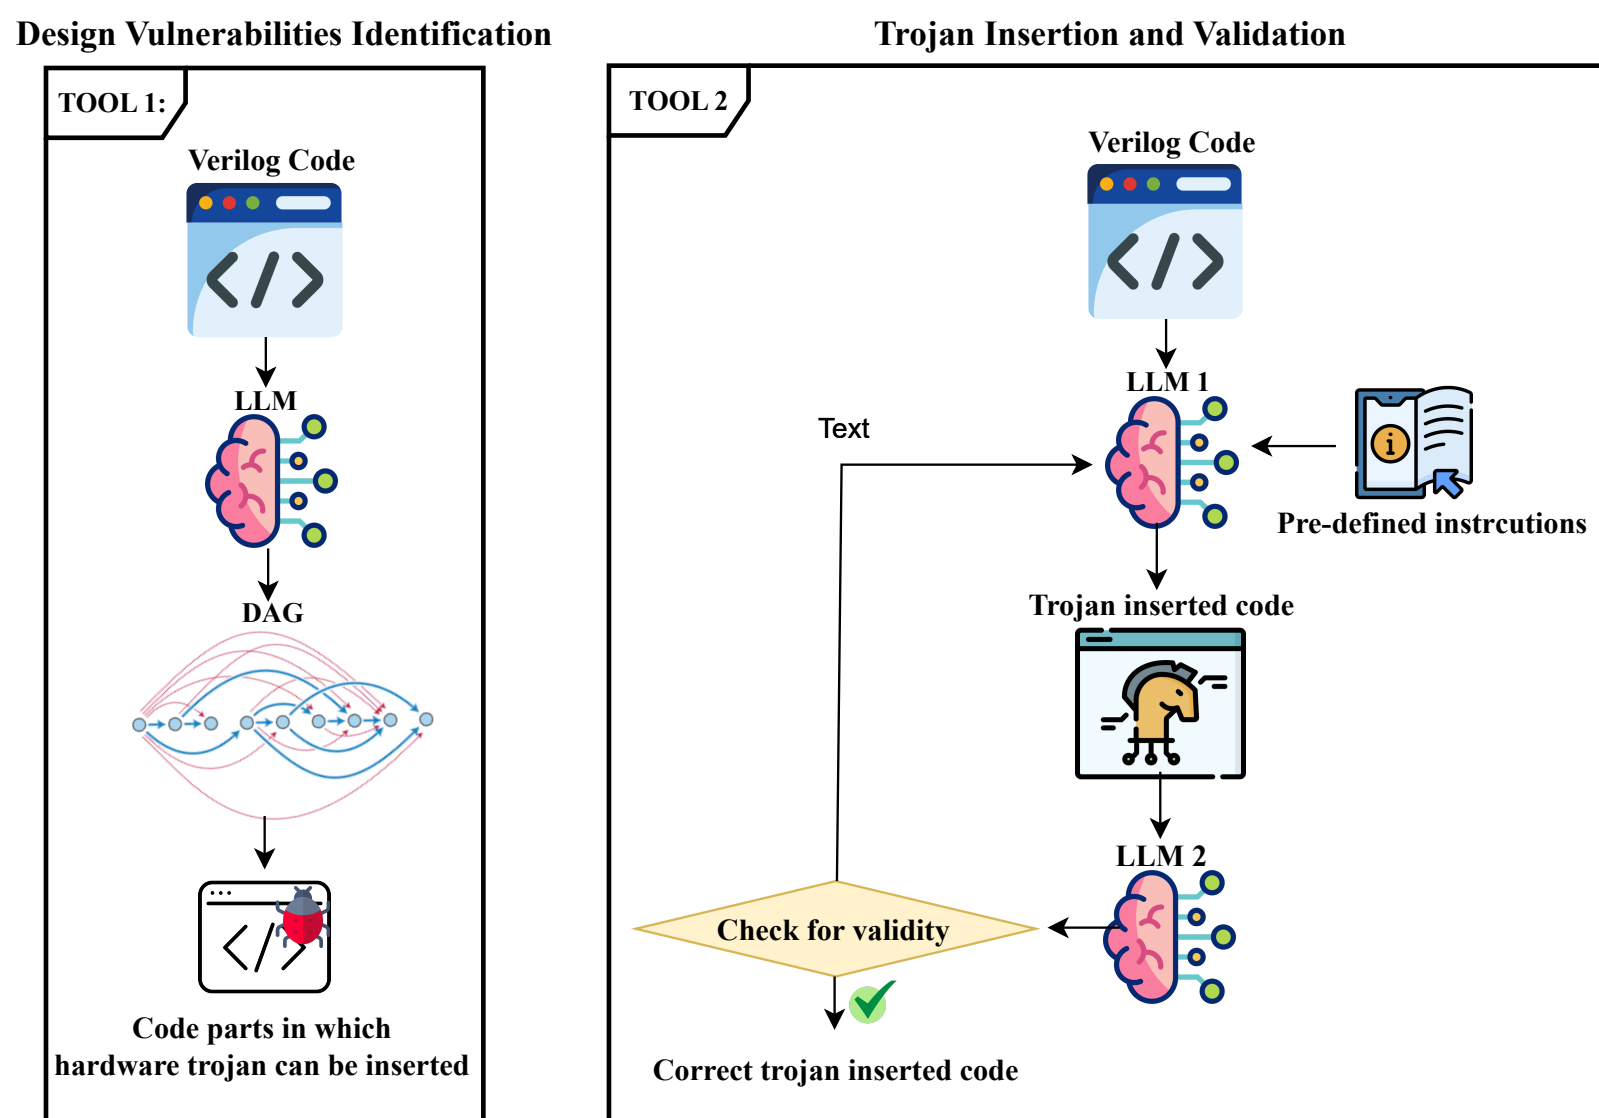 Design Vulnerabilities Identification
TOOL 1:
Verilog Code
LLM
DAG
Code parts in which
hardware trojan can be inserted
Trojan Insertion and Validation
TOOL 2
Verilog Code
LLM 1
Text
Pre-defined instrcutions
Trojan inserted code
LLM 2
Check for validity
Correct trojan inserted code